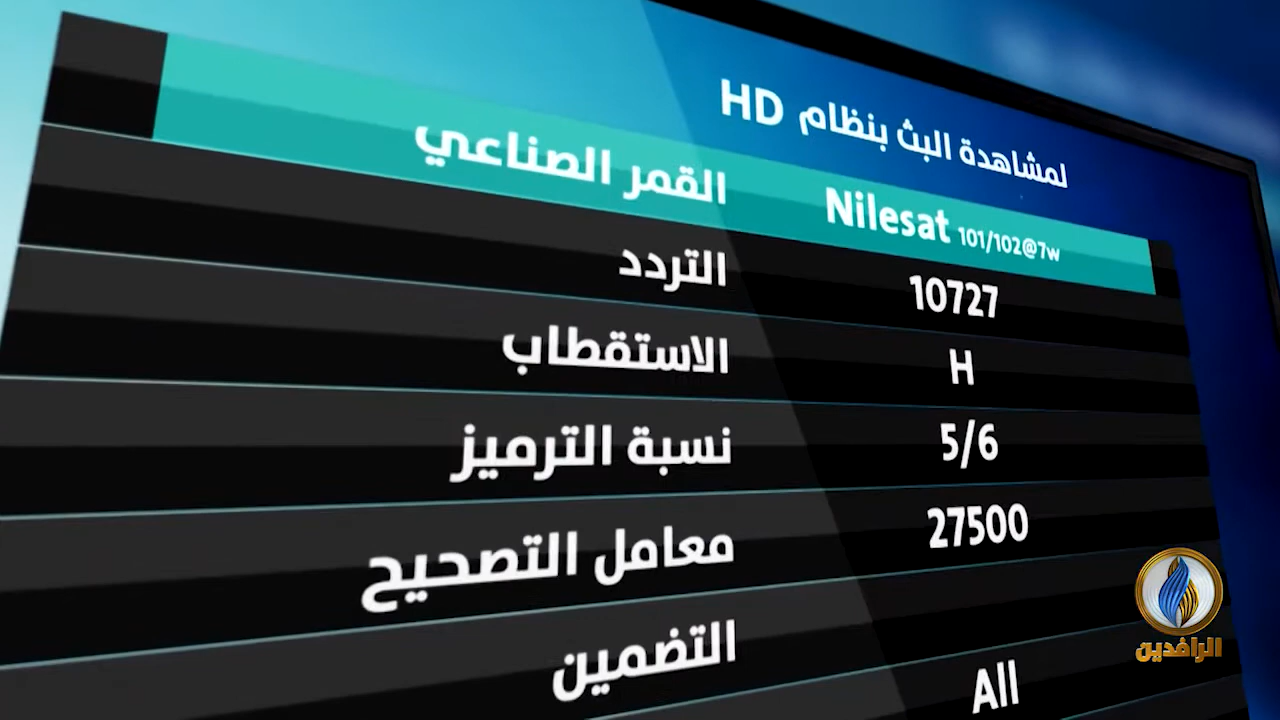 لمشاهدة البث بنظام HD
القمر الصناعي Nilesat 101/102@7w
التردد 10727
الاستقطاب H
نسبة الترميز 5/6
معامل التصحيح 27500
التضمين
All
الرافدين